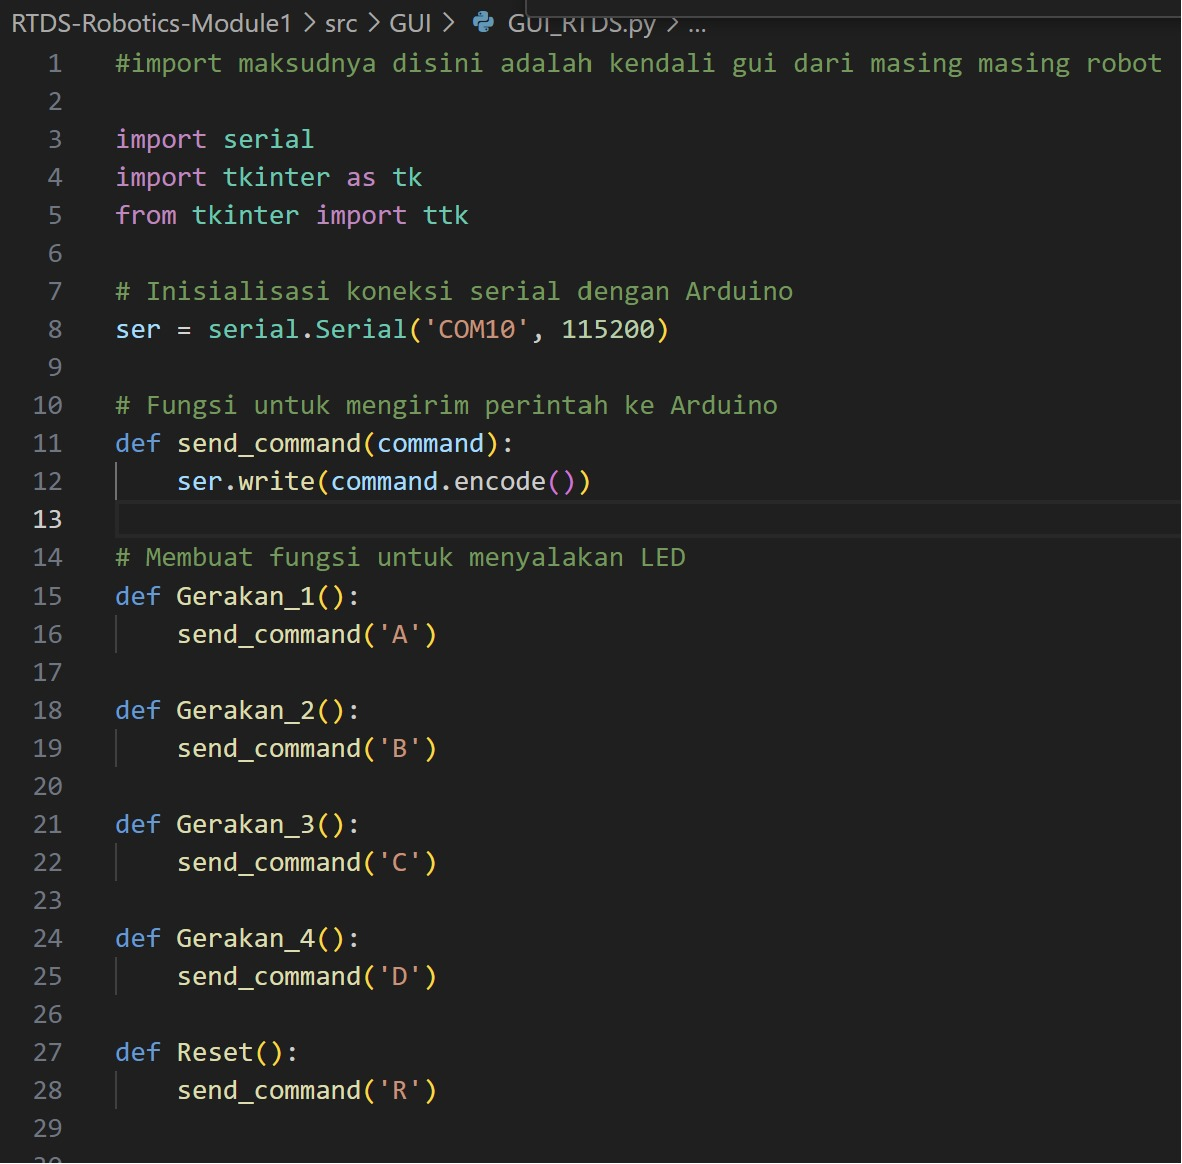 RTDS-Robotics-Module1 > src > GUI > GUI_RTDS.py > ...
1 #import maksudnya disini adalah kendali gui dari masing masing robot
2
3 import serial
4 import tkinter as tk
5 from tkinter import ttk
6
7 # Inisialisasi koneksi serial dengan Arduino
8 ser = serial.Serial('COM10', 115200)
9
10 # Fungsi untuk mengirim perintah ke Arduino
11 def send_command(command):
12     ser.write(command.encode())
13
14 # Membuat fungsi untuk menyalakan LED
15 def Gerakan_1():
16     send_command('A')
17
18 def Gerakan_2():
19     send_command('B')
20
21 def Gerakan_3():
22     send_command('C')
23
24 def Gerakan_4():
25     send_command('D')
26
27 def Reset():
28     send_command('R')
29
30